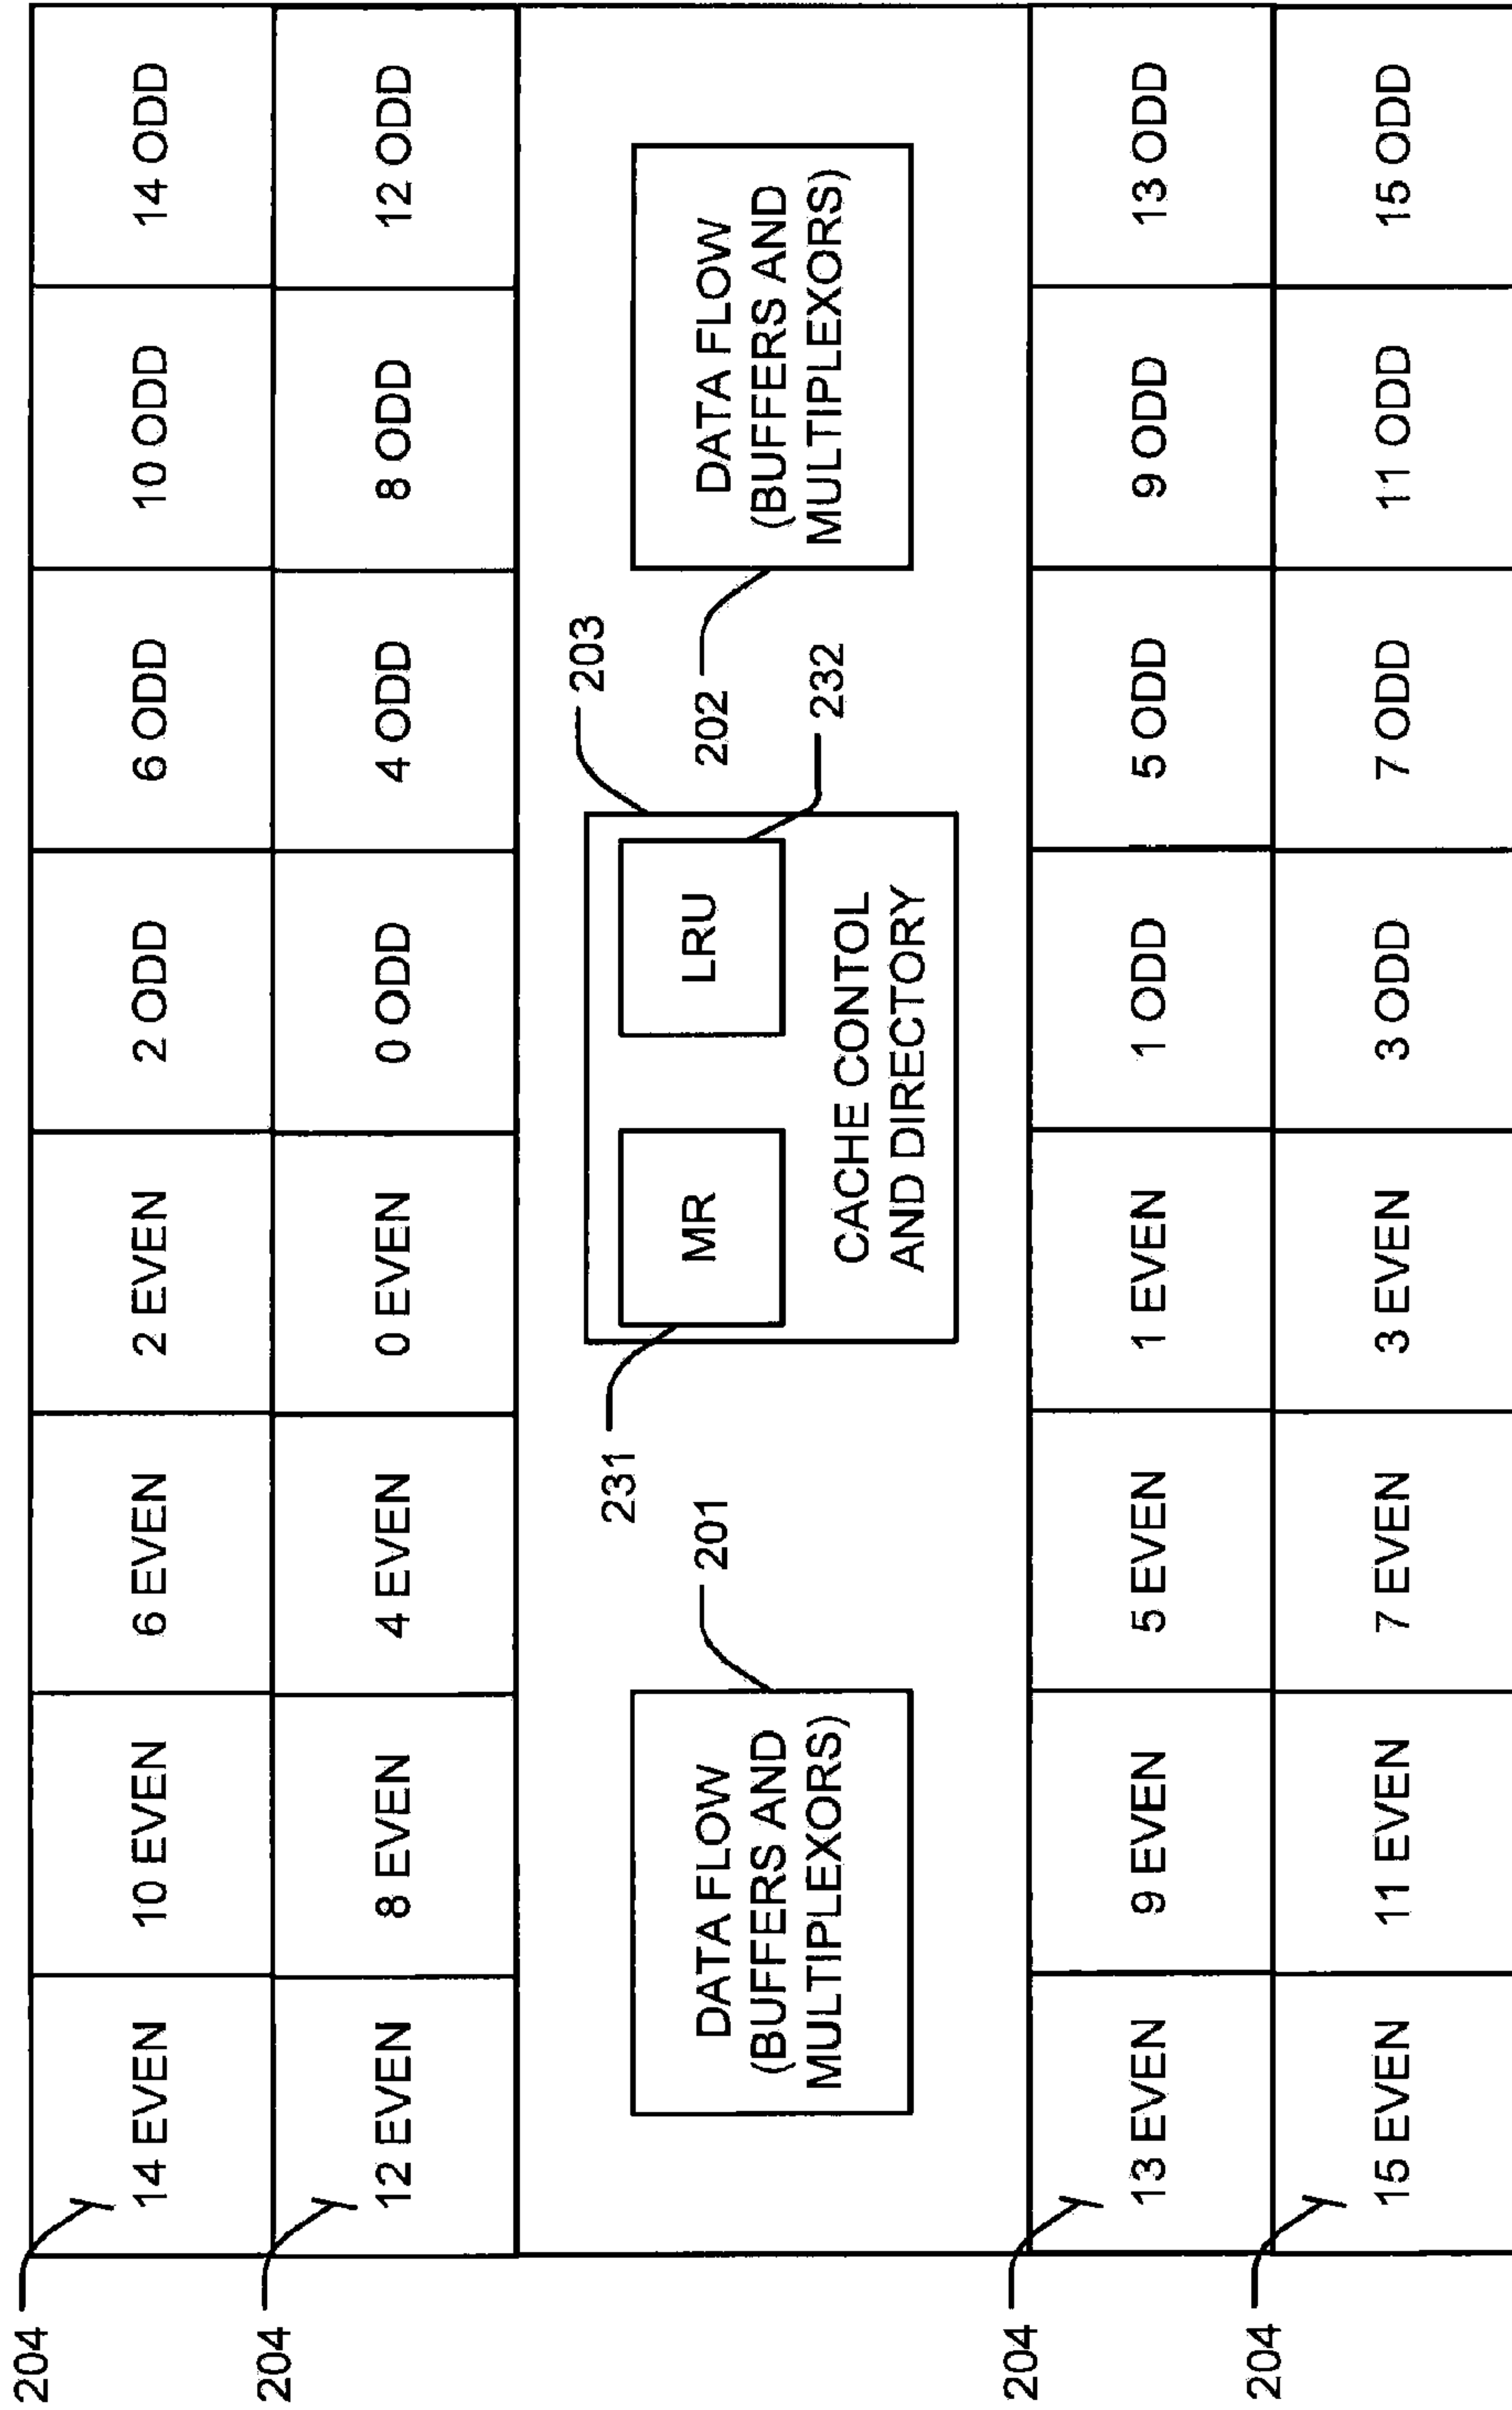 204
14 EVEN
10 EVEN
6 EVEN
2 EVEN
2 ODD
6 ODD
10 ODD
14 ODD
204
12 EVEN
8 EVEN
4 EVEN
0 EVEN
0 ODD
4 ODD
8 ODD
12 ODD
203
231
MR
LRU
201
202
DATA FLOW
(BUFFERS AND
MULTIPLEXORS)
232
CACHE CONTOL
AND DIRECTORY
DATA FLOW
(BUFFERS AND
MULTIPLEXORS)
204
13 EVEN
9 EVEN
5 EVEN
1 EVEN
1 ODD
5 ODD
9 ODD
13 ODD
204
15 EVEN
11 EVEN
7 EVEN
3 EVEN
3 ODD
7 ODD
11 ODD
15 ODD